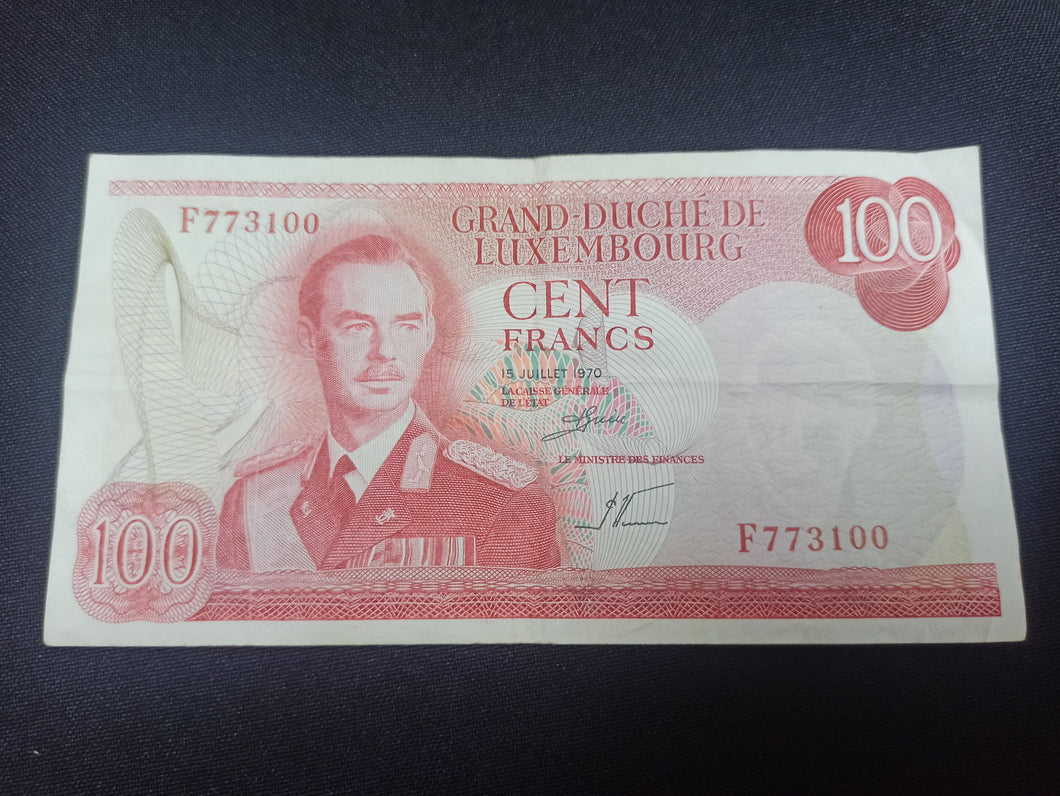 F773100
GRAND-DUCHÉ DE
LUXEMBOURG
100
CENT
FRANCS
15 JUILLET 1970
LA CAISSE GÉNÉRALE
DE L'ÉTAT
LE MINISTRE DES FINANCES
F773100
100